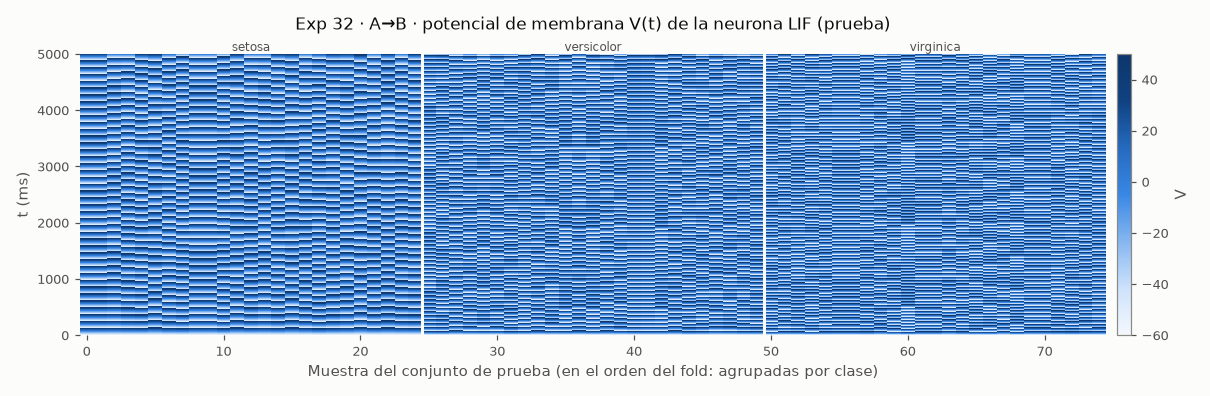 Exp 32 · A→B · potencial de membrana V(t) de la neurona LIF (prueba)
setosa versicolor virginica
5000
4000
3000
2000
1000
0
t (ms)
0 10 20 30 40 50 60 70
Muestra del conjunto de prueba (en el orden del fold: agrupadas por clase)
40
20
0
−20
−40
−60
V